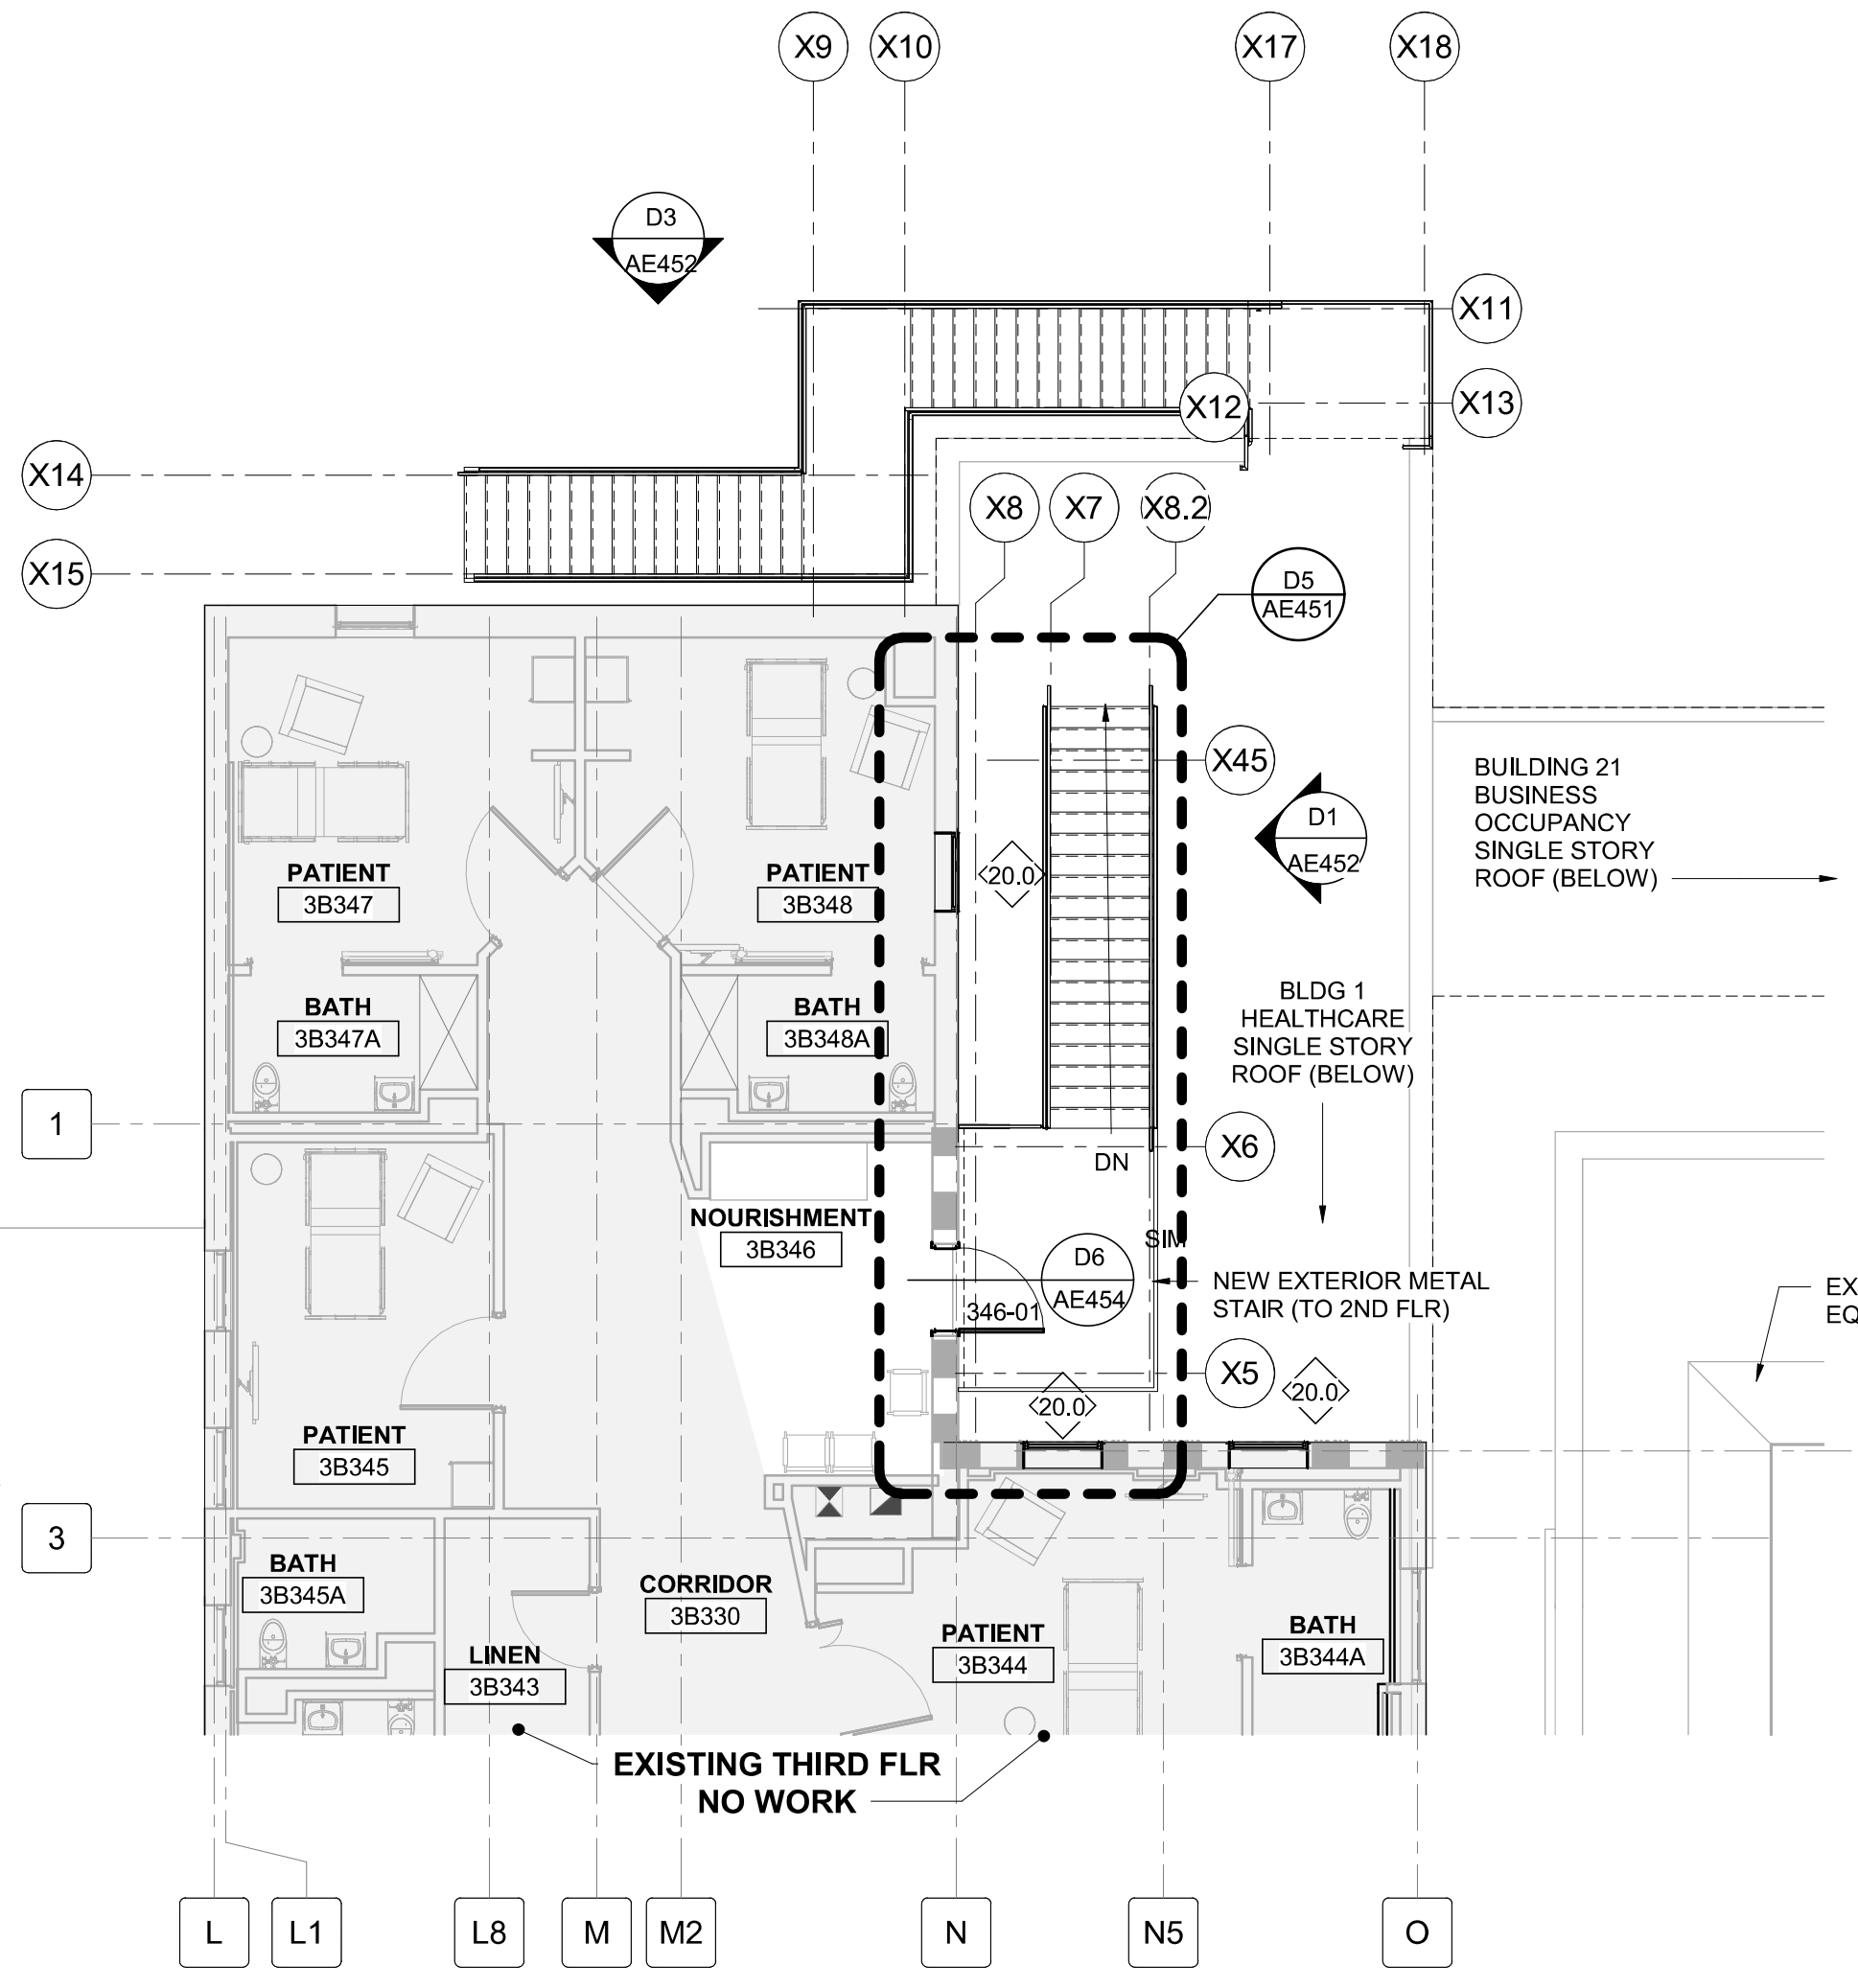 X9
X10
X17
X18
D3
AE452
X11
X12
X13
X14
X8
X7
X8.2
X15
D5
AE451
X45
D1
AE452
BUILDING 21
BUSINESS
OCCUPANCY
SINGLE STORY
ROOF (BELOW)
20.0
PATIENT
3B347
PATIENT
3B348
BATH
3B347A
BATH
3B348A
BLDG 1
HEALTHCARE
SINGLE STORY
ROOF (BELOW)
1
X6
DN
NOURISHMENT
3B346
SIM
D6
AE454
346-01
NEW EXTERIOR METAL
STAIR (TO 2ND FLR)
EX
EQ
X5
20.0
20.0
PATIENT
3B345
3
BATH
3B345A
CORRIDOR
3B330
LINEN
3B343
PATIENT
3B344
BATH
3B344A
EXISTING THIRD FLR
NO WORK
L
L1
L8
M
M2
N
N5
O